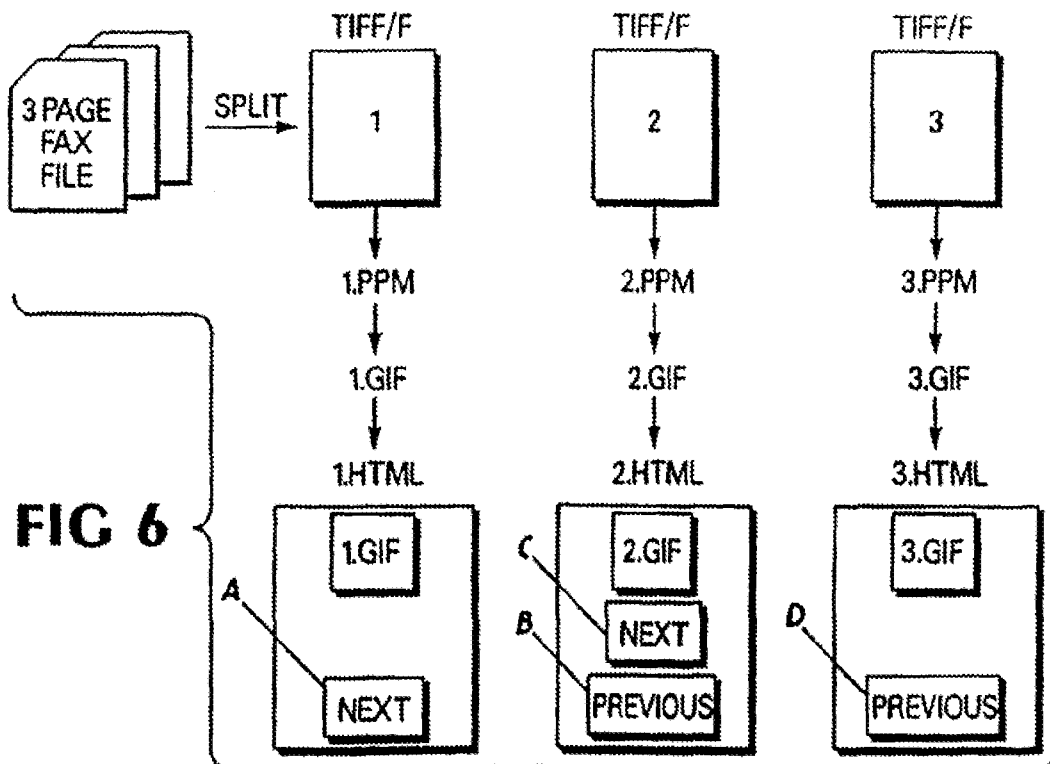 TIFF/F TIFF/F TIFF/F
3 PAGE
FAX
FILE
SPLIT
1 2 3
1.PPM 2.PPM 3.PPM
1.GIF 2.GIF 3.GIF
1.HTML 2.HTML 3.HTML
FIG 6
1.GIF 2.GIF 3.GIF
A C B D
NEXT
NEXT PREVIOUS PREVIOUS